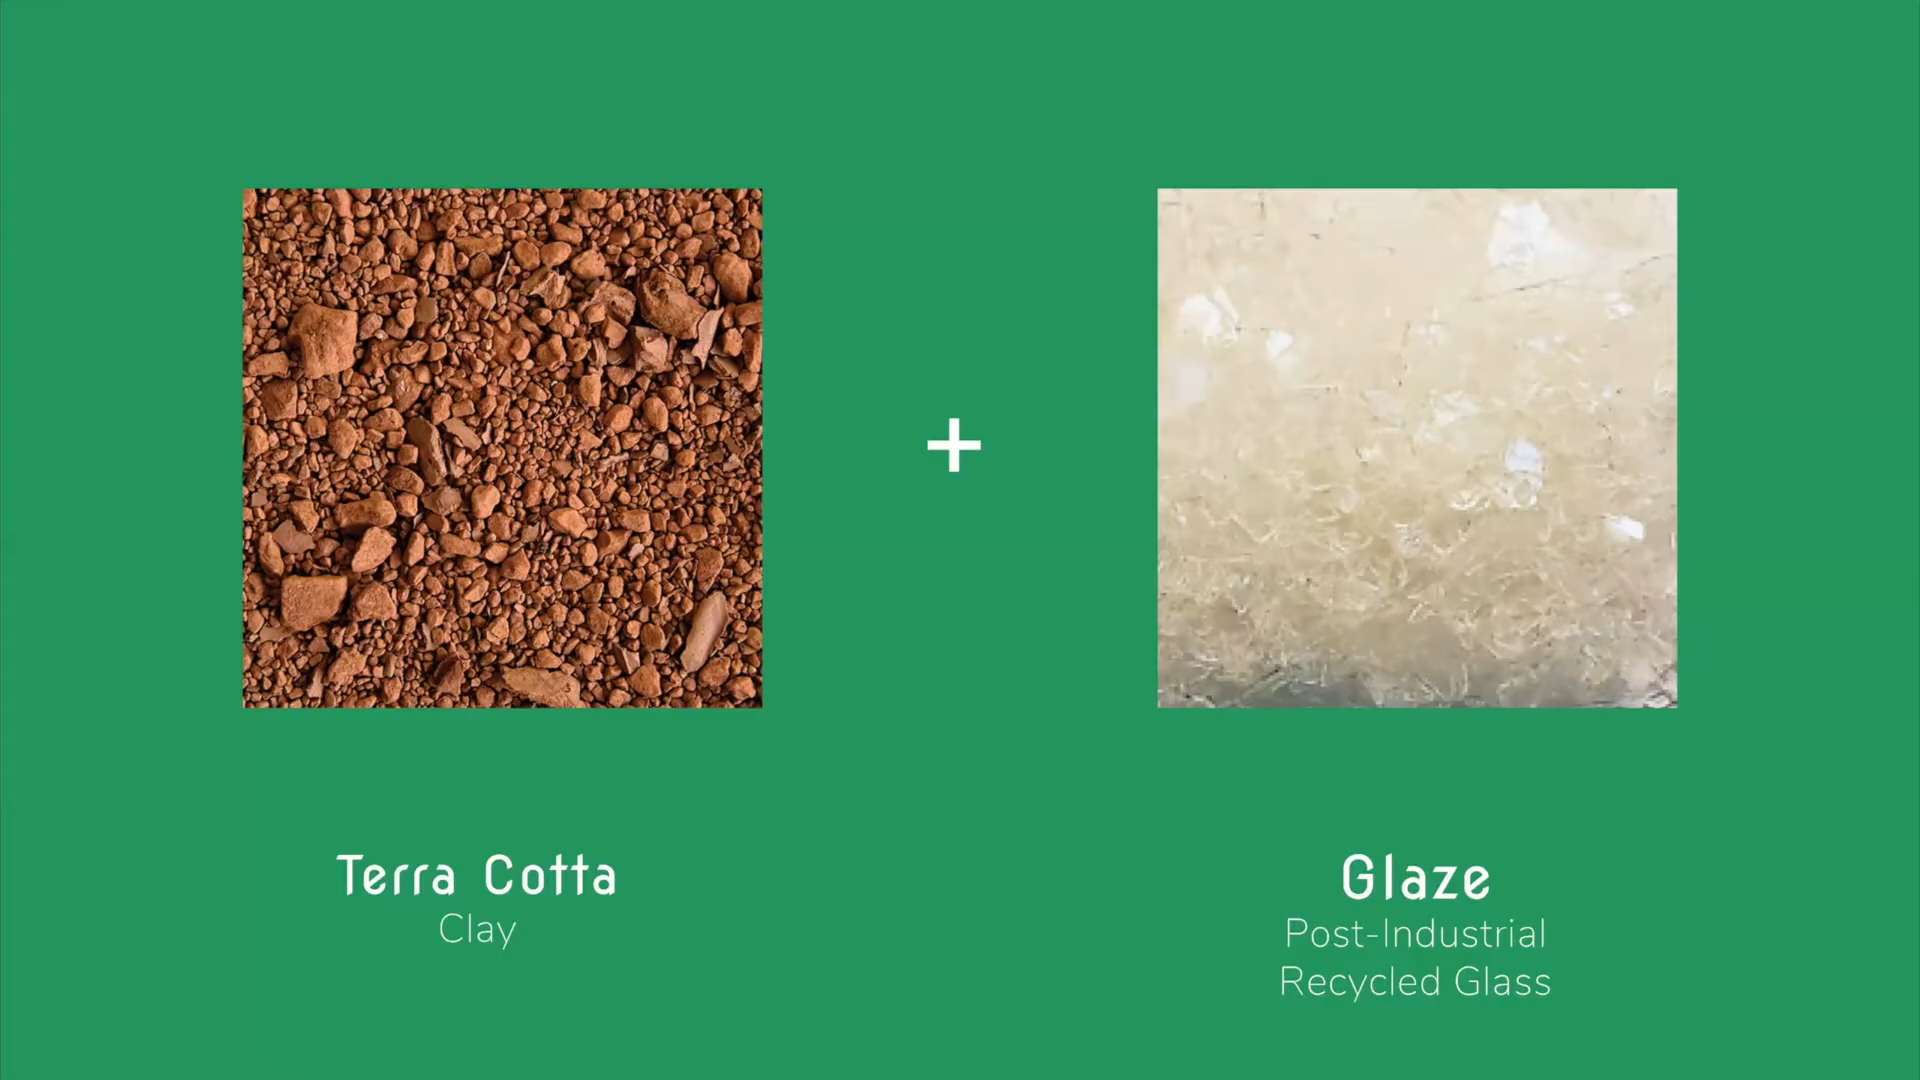 +
Terra Cotta
Clay
Glaze
Post-Industrial
Recycled Glass